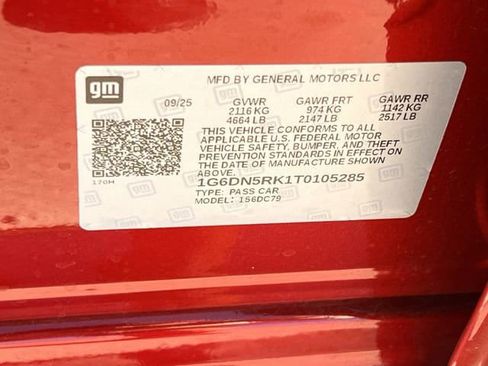 gm
MFD BY GENERAL MOTORS LLC
09/25 GVWR GAWR FRT GAWR RR
2116 KG 974 KG 1142 KG
4664 LB 2147 LB 2517 LB
THIS VEHICLE CONFORMS TO ALL
APPLICABLE U.S. FEDERAL MOTOR
VEHICLE SAFETY, BUMPER, AND THEFT
PREVENTION STANDARDS IN EFFECT ON
THE DATE OF MANUFACTURE SHOWN
ABOVE.
170H
1G6DN5RK1T0105285
TYPE: PASS CAR
MODEL: 156DC79